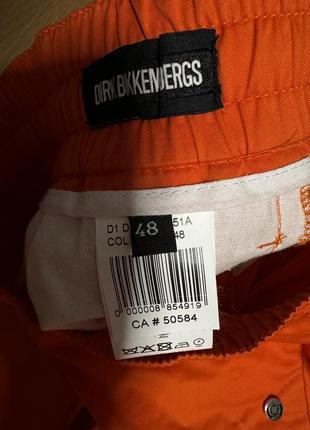 DIRK BIKKEMBERGS
D1 D 51A
48
COL 48
0 000008 854919
CA # 50584